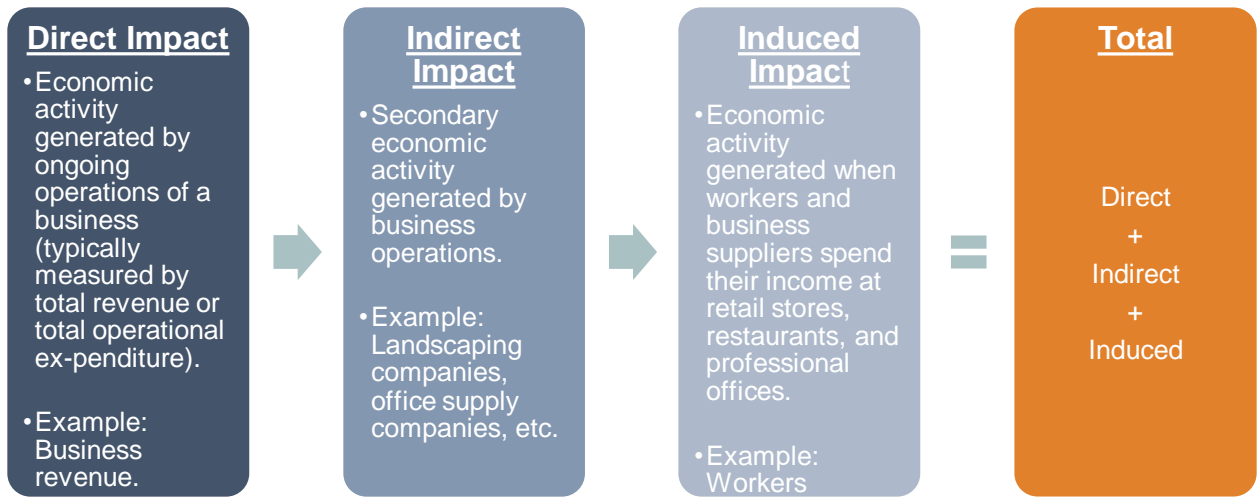 Direct Impact
•Economic
activity
generated by
ongoing
operations of a
business
(typically
measured by
total revenue or
total operational
ex-penditure).
•Example:
Business
revenue.
Indirect
Impact
•Secondary
economic
activity
generated by
business
operations.
•Example:
Landscaping
companies,
office supply
companies, etc.
Induced
Impact
•Economic
activity
generated when
workers and
business
suppliers spend
their income at
retail stores,
restaurants, and
professional
offices.
•Example:
Workers
=
Total
Direct
+
Indirect
+
Induced